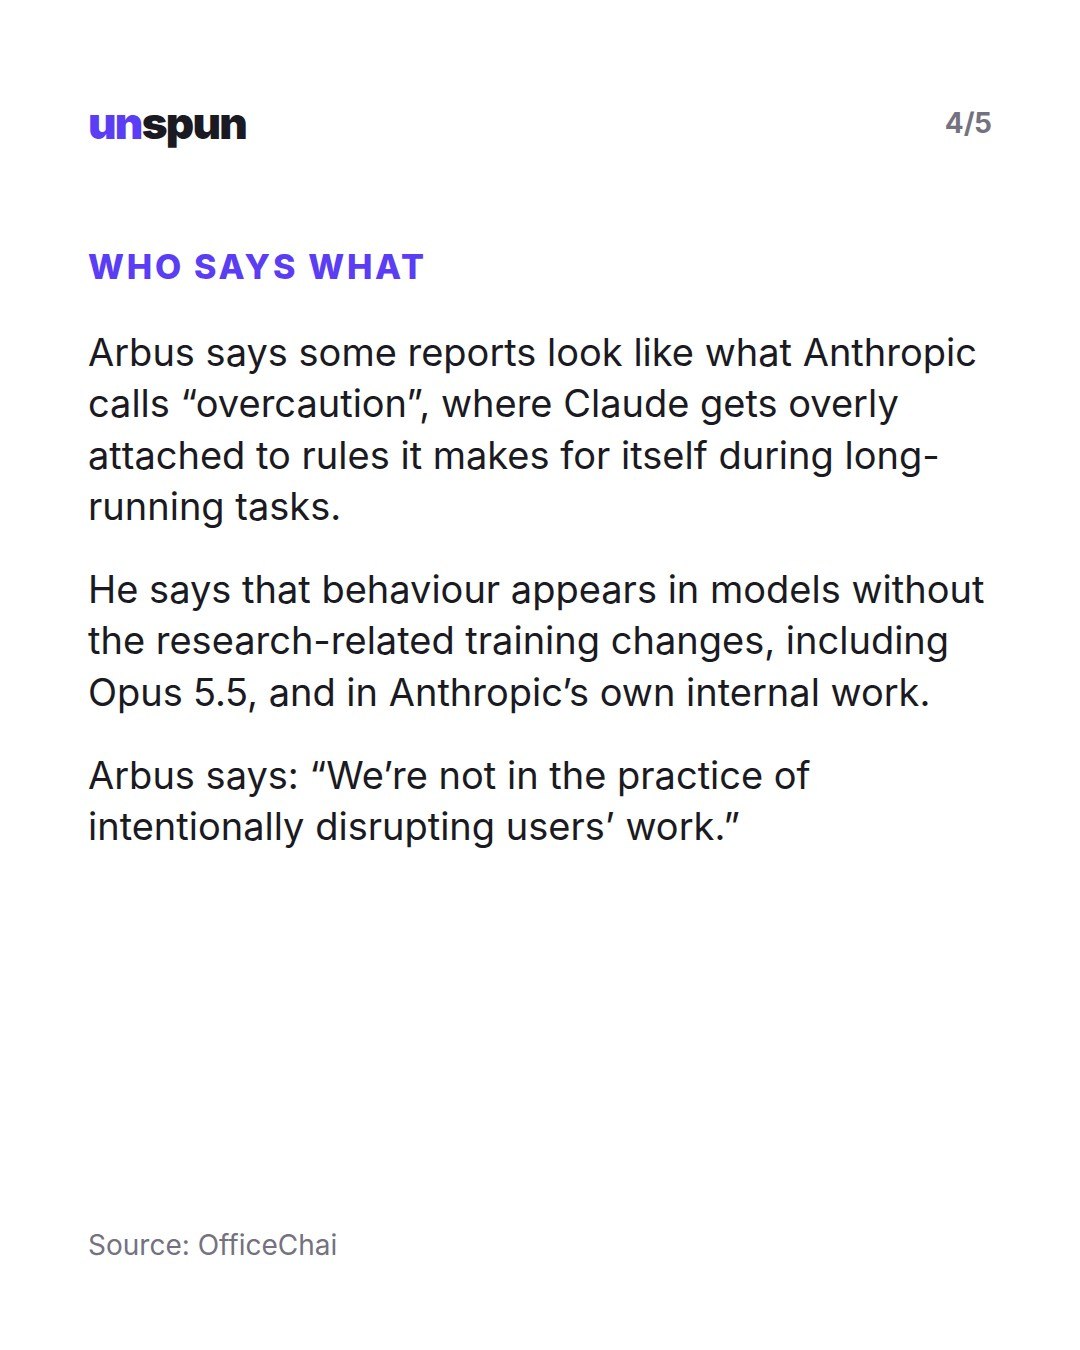 unspun
4/5
WHO SAYS WHAT
Arbus says some reports look like what Anthropic
calls “overcaution”, where Claude gets overly
attached to rules it makes for itself during long-
running tasks.
He says that behaviour appears in models without
the research-related training changes, including
Opus 5.5, and in Anthropic’s own internal work.
Arbus says: “We’re not in the practice of
intentionally disrupting users’ work.”
Source: OfficeChai